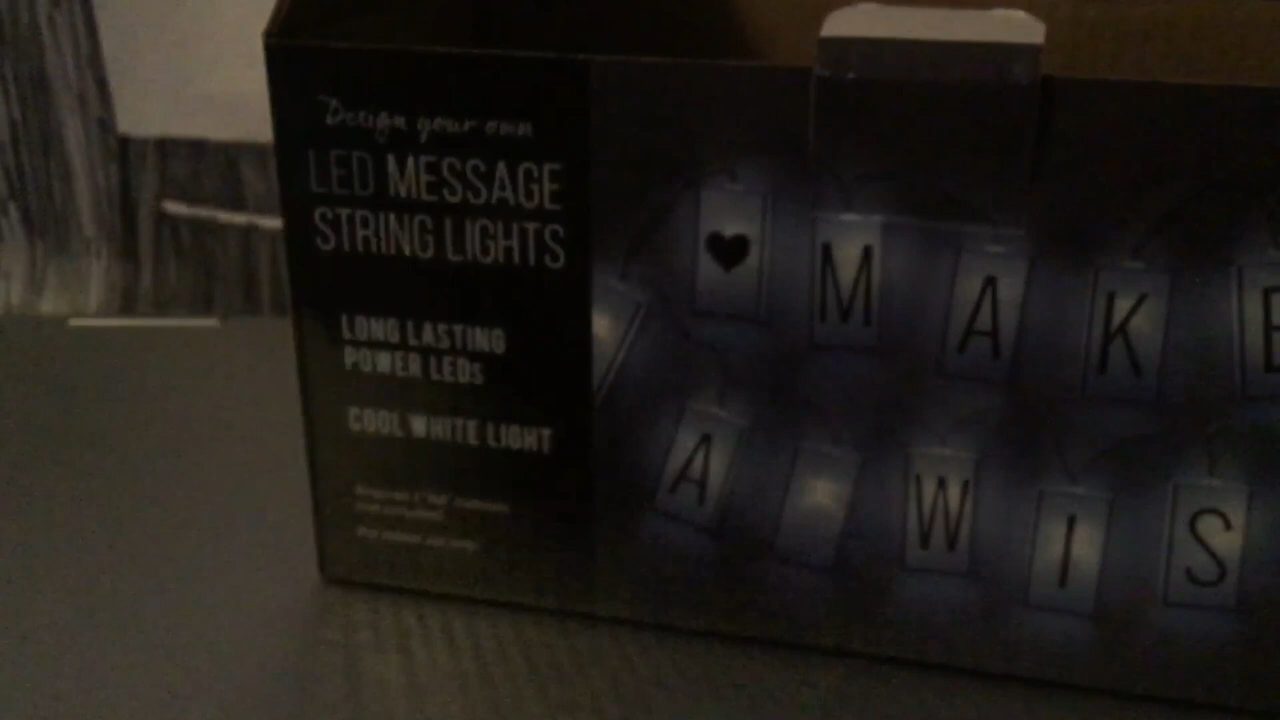 Design your own
LED MESSAGE
STRING LIGHTS
LONG LASTING
POWER LEDs
COOL WHITE LIGHT
♥ M A K E
A W I S